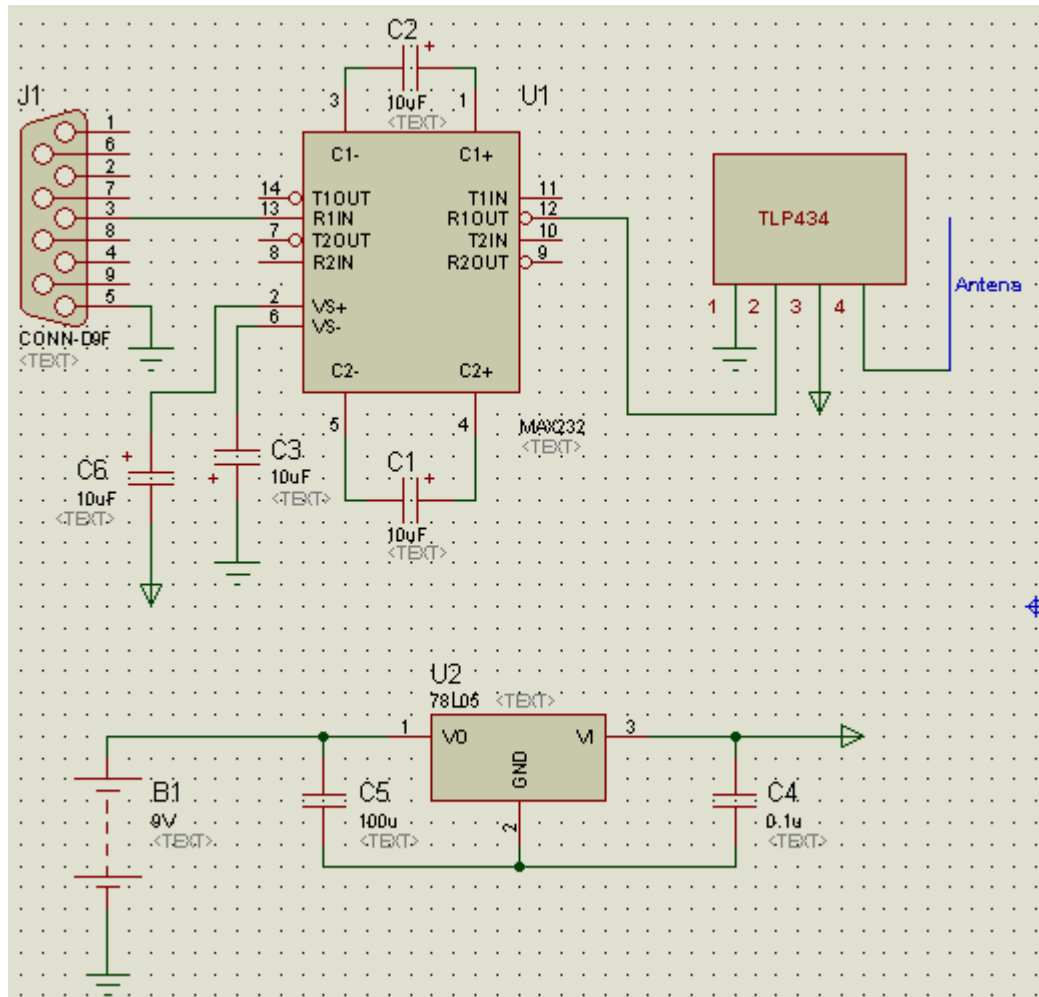 C2
+
10uF
<TEXT>
3
1
U1
J1
1
6
2
7
3
8
4
9
5
CONN-D9F
<TEXT>
C1-
C1+
14
T1OUT
T1IN
11
13
R1IN
R1OUT
12
7
T2OUT
T2IN
10
8
R2IN
R2OUT
9
2
VS+
6
VS-
C2-
C2+
5
4
MAX232
<TEXT>
TLP434
1
2
3
4
Antena
C6
+
10uF
<TEXT>
C3
+
10uF
<TEXT>
C1
+
10uF
<TEXT>
U2
78L05
<TEXT>
1
VO
VI
3
GND
2
B1
9V
<TEXT>
C5
100u
<TEXT>
C4
0.1u
<TEXT>